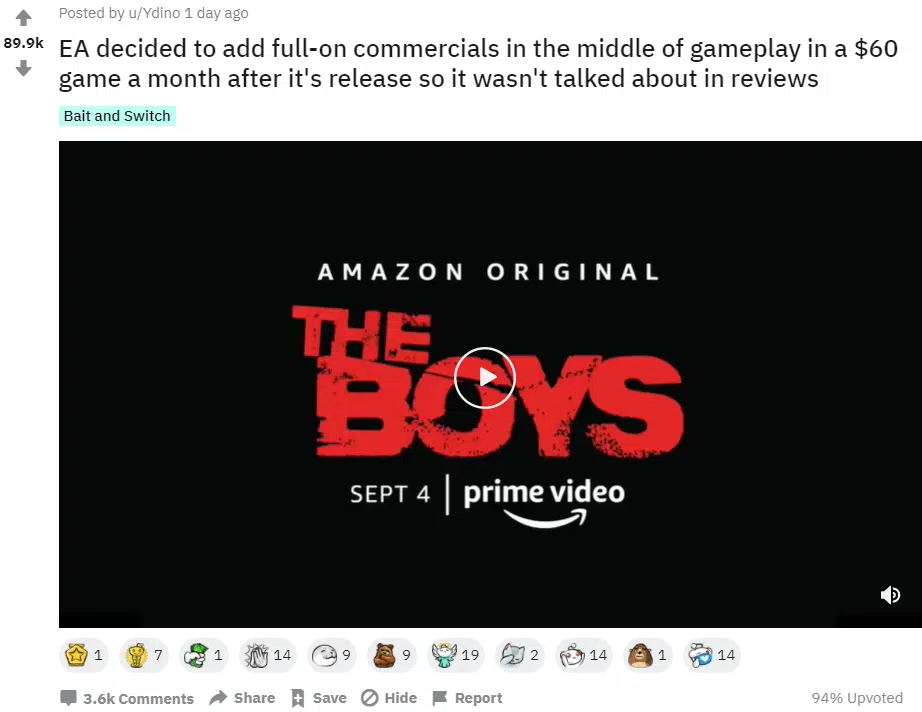 Posted by u/Ydino 1 day ago
89.9k
EA decided to add full-on commercials in the middle of gameplay in a $60
game a month after it's release so it wasn't talked about in reviews
Bait and Switch
AMAZON ORIGINAL
THE
BOYS
SEPT 4 | prime video
1 7 1 14 9 9 19 2 14 1 14
3.6k Comments Share Save Hide Report 94% Upvoted